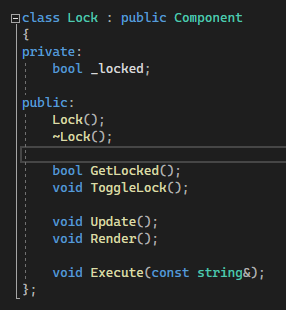 class Lock : public Component
{
private:
    bool _locked;

public:
    Lock();
    ~Lock();

    bool GetLocked();
    void ToggleLock();

    void Update();
    void Render();

    void Execute(const string&);
};